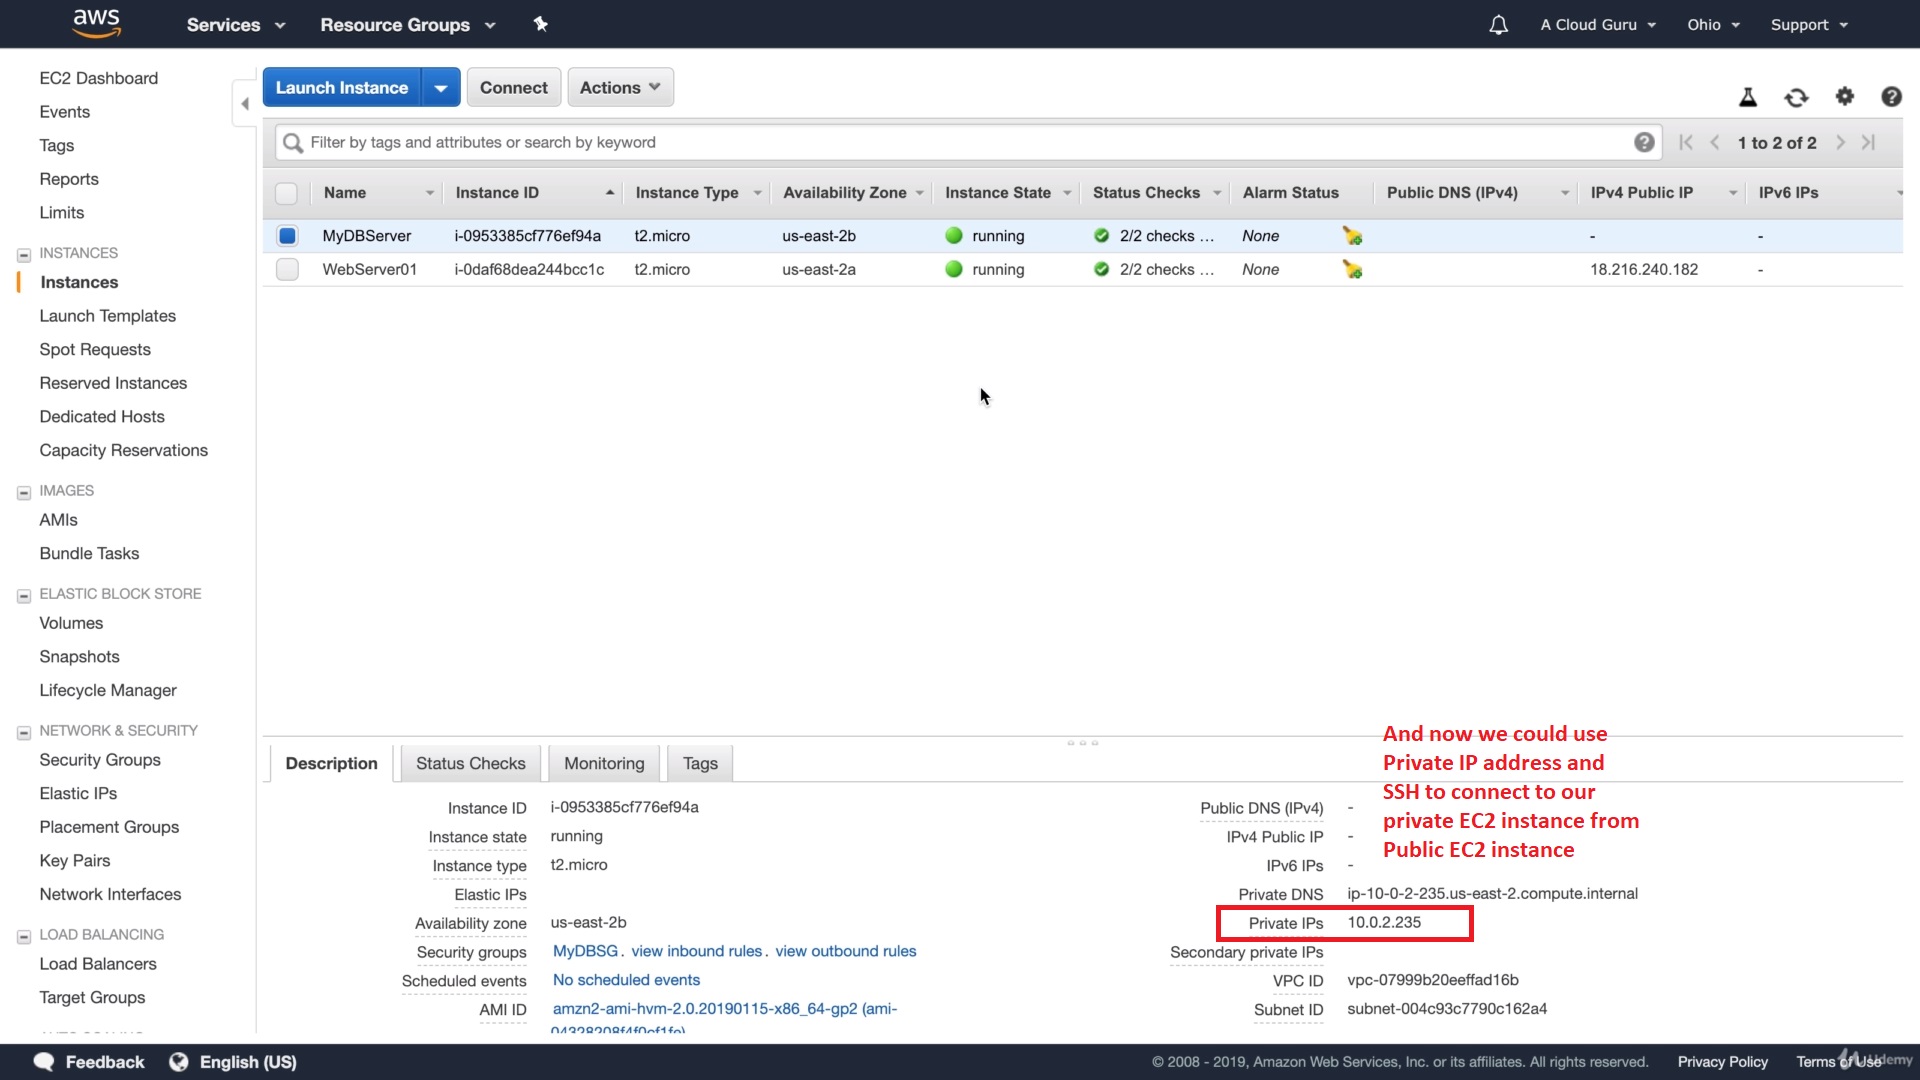 aws
Services
Resource Groups
A Cloud Guru
Ohio
Support
EC2 Dashboard
Events
Tags
Reports
Limits
INSTANCES
Instances
Launch Templates
Spot Requests
Reserved Instances
Dedicated Hosts
Capacity Reservations
IMAGES
AMIs
Bundle Tasks
ELASTIC BLOCK STORE
Volumes
Snapshots
Lifecycle Manager
NETWORK & SECURITY
Security Groups
Elastic IPs
Placement Groups
Key Pairs
Network Interfaces
LOAD BALANCING
Load Balancers
Target Groups
Launch Instance
Connect
Actions
Filter by tags and attributes or search by keyword
1 to 2 of 2
Name Instance ID Instance Type Availability Zone Instance State Status Checks Alarm Status Public DNS (IPv4) IPv4 Public IP IPv6 IPs
MyDBServer i-0953385cf776ef94a t2.micro us-east-2b running 2/2 checks ... None - -
WebServer01 i-0daf68dea244bcc1c t2.micro us-east-2a running 2/2 checks ... None 18.216.240.182 -
And now we could use
Private IP address and
SSH to connect to our
private EC2 instance from
Public EC2 instance
Description
Status Checks
Monitoring
Tags
Instance ID i-0953385cf776ef94a
Instance state running
Instance type t2.micro
Elastic IPs
Availability zone us-east-2b
Security groups MyDBSG. view inbound rules. view outbound rules
Scheduled events No scheduled events
AMI ID amzn2-ami-hvm-2.0.20190115-x86_64-gp2 (ami-
Public DNS (IPv4) -
IPv4 Public IP -
IPv6 IPs -
Private DNS ip-10-0-2-235.us-east-2.compute.internal
Private IPs 10.0.2.235
Secondary private IPs
VPC ID vpc-07999b20eeffad16b
Subnet ID subnet-004c93c7790c162a4
Feedback
English (US)
© 2008 - 2019, Amazon Web Services, Inc. or its affiliates. All rights reserved.
Privacy Policy
Terms of Use
Udemy